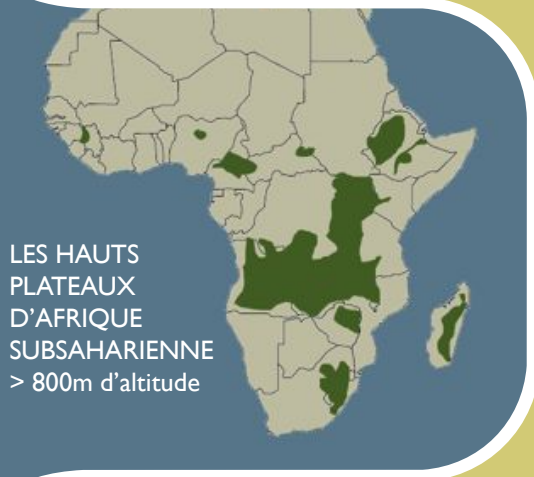 LES HAUTS
PLATEAUX
D’AFRIQUE
SUBSAHARIENNE
> 800m d’altitude